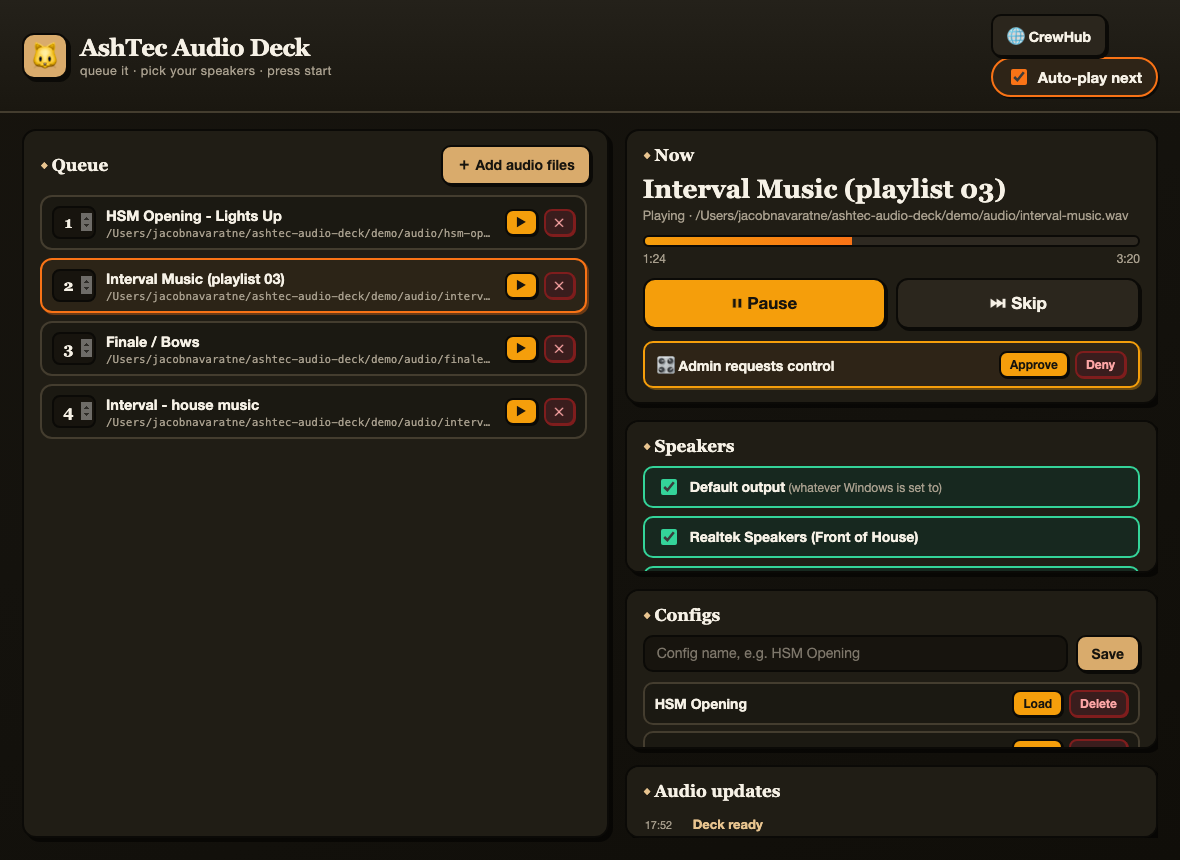 AshTec Audio Deck
queue it · pick your speakers · press start
CrewHub
Auto-play next
Queue
+ Add audio files
1
HSM Opening - Lights Up
/Users/jacobnavaratne/ashtec-audio-deck/demo/audio/hsm-op…
2
Interval Music (playlist 03)
/Users/jacobnavaratne/ashtec-audio-deck/demo/audio/interv…
3
Finale / Bows
/Users/jacobnavaratne/ashtec-audio-deck/demo/audio/finale…
4
Interval - house music
/Users/jacobnavaratne/ashtec-audio-deck/demo/audio/interv…
Now
Interval Music (playlist 03)
Playing · /Users/jacobnavaratne/ashtec-audio-deck/demo/audio/interval-music.wav
1:24
3:20
Pause
Skip
Admin requests control
Approve
Deny
Speakers
Default output (whatever Windows is set to)
Realtek Speakers (Front of House)
Configs
Config name, e.g. HSM Opening
Save
HSM Opening
Load
Delete
Audio updates
17:52 Deck ready